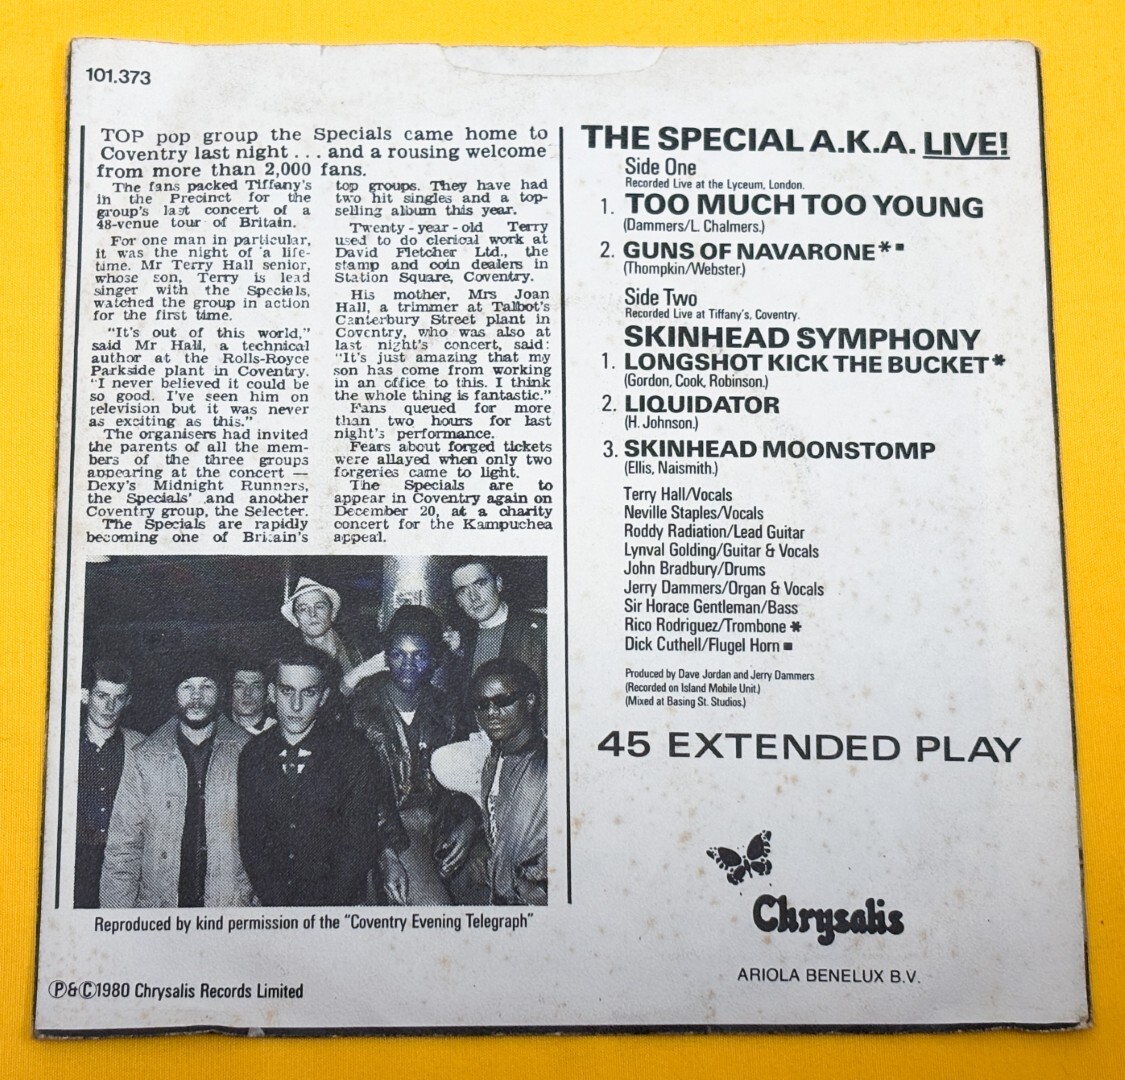 101.373
TOP pop group the Specials came home to
Coventry last night . . . and a rousing welcome
from more than 2,000 fans.
The fans packed Tiffany's
in the Precinct for the
group's last concert of a
48-venue tour of Britain.
For one man in particular,
it was the night of a life-
time. Mr Terry Hall senior,
whose son, Terry is lead
singer with the Specials,
watched the group in action
for the first time.
"It's out of this world,"
said Mr Hall, a technical
author at the Rolls-Royce
Parkside plant in Coventry.
"I never believed it could be
so good. I've seen him on
television but it was never
as exciting as this."
The organisers had invited
the parents of all the mem-
bers of the three groups
appearing at the concert —
Dexy's Midnight Runners,
the Specials' and another
Coventry group, the Selecter.
The Specials are rapidly
becoming one of Britain's
top groups. They have had
two hit singles and a top-
selling album this year.
Twenty-year-old Terry
used to do clerical work at
David Fletcher Ltd., the
stamp and coin dealers in
Station Square, Coventry.
His mother, Mrs Joan
Hall, a trimmer at Talbot's
Canterbury Street plant in
Coventry, who was also at
last night's concert, said:
"It's just amazing that my
son has come from working
in an office to this. I think
the whole thing is fantastic."
Fans queued for more
than two hours for last
night's performance.
Fears about forged tickets
were allayed when only two
forgeries came to light.
The Specials are to
appear in Coventry again on
December 20, at a charity
concert for the Kampuchea
appeal.
Reproduced by kind permission of the "Coventry Evening Telegraph"
Ⓟ&Ⓒ1980 Chrysalis Records Limited
THE SPECIAL A.K.A. LIVE!
Side One
Recorded Live at the Lyceum, London.
1. TOO MUCH TOO YOUNG
(Dammers/L. Chalmers.)
2. GUNS OF NAVARONE*▪
(Thompkin/Webster.)
Side Two
Recorded Live at Tiffany's, Coventry.
SKINHEAD SYMPHONY
1. LONGSHOT KICK THE BUCKET*
(Gordon, Cook, Robinson.)
2. LIQUIDATOR
(H. Johnson.)
3. SKINHEAD MOONSTOMP
(Ellis, Naismith.)
Terry Hall/Vocals
Neville Staples/Vocals
Roddy Radiation/Lead Guitar
Lynval Golding/Guitar & Vocals
John Bradbury/Drums
Jerry Dammers/Organ & Vocals
Sir Horace Gentleman/Bass
Rico Rodriguez/Trombone *
Dick Cuthell/Flugel Horn ▪
Produced by Dave Jordan and Jerry Dammers
(Recorded on Island Mobile Unit.)
(Mixed at Basing St. Studios.)
45 EXTENDED PLAY
Chrysalis
ARIOLA BENELUX B.V.